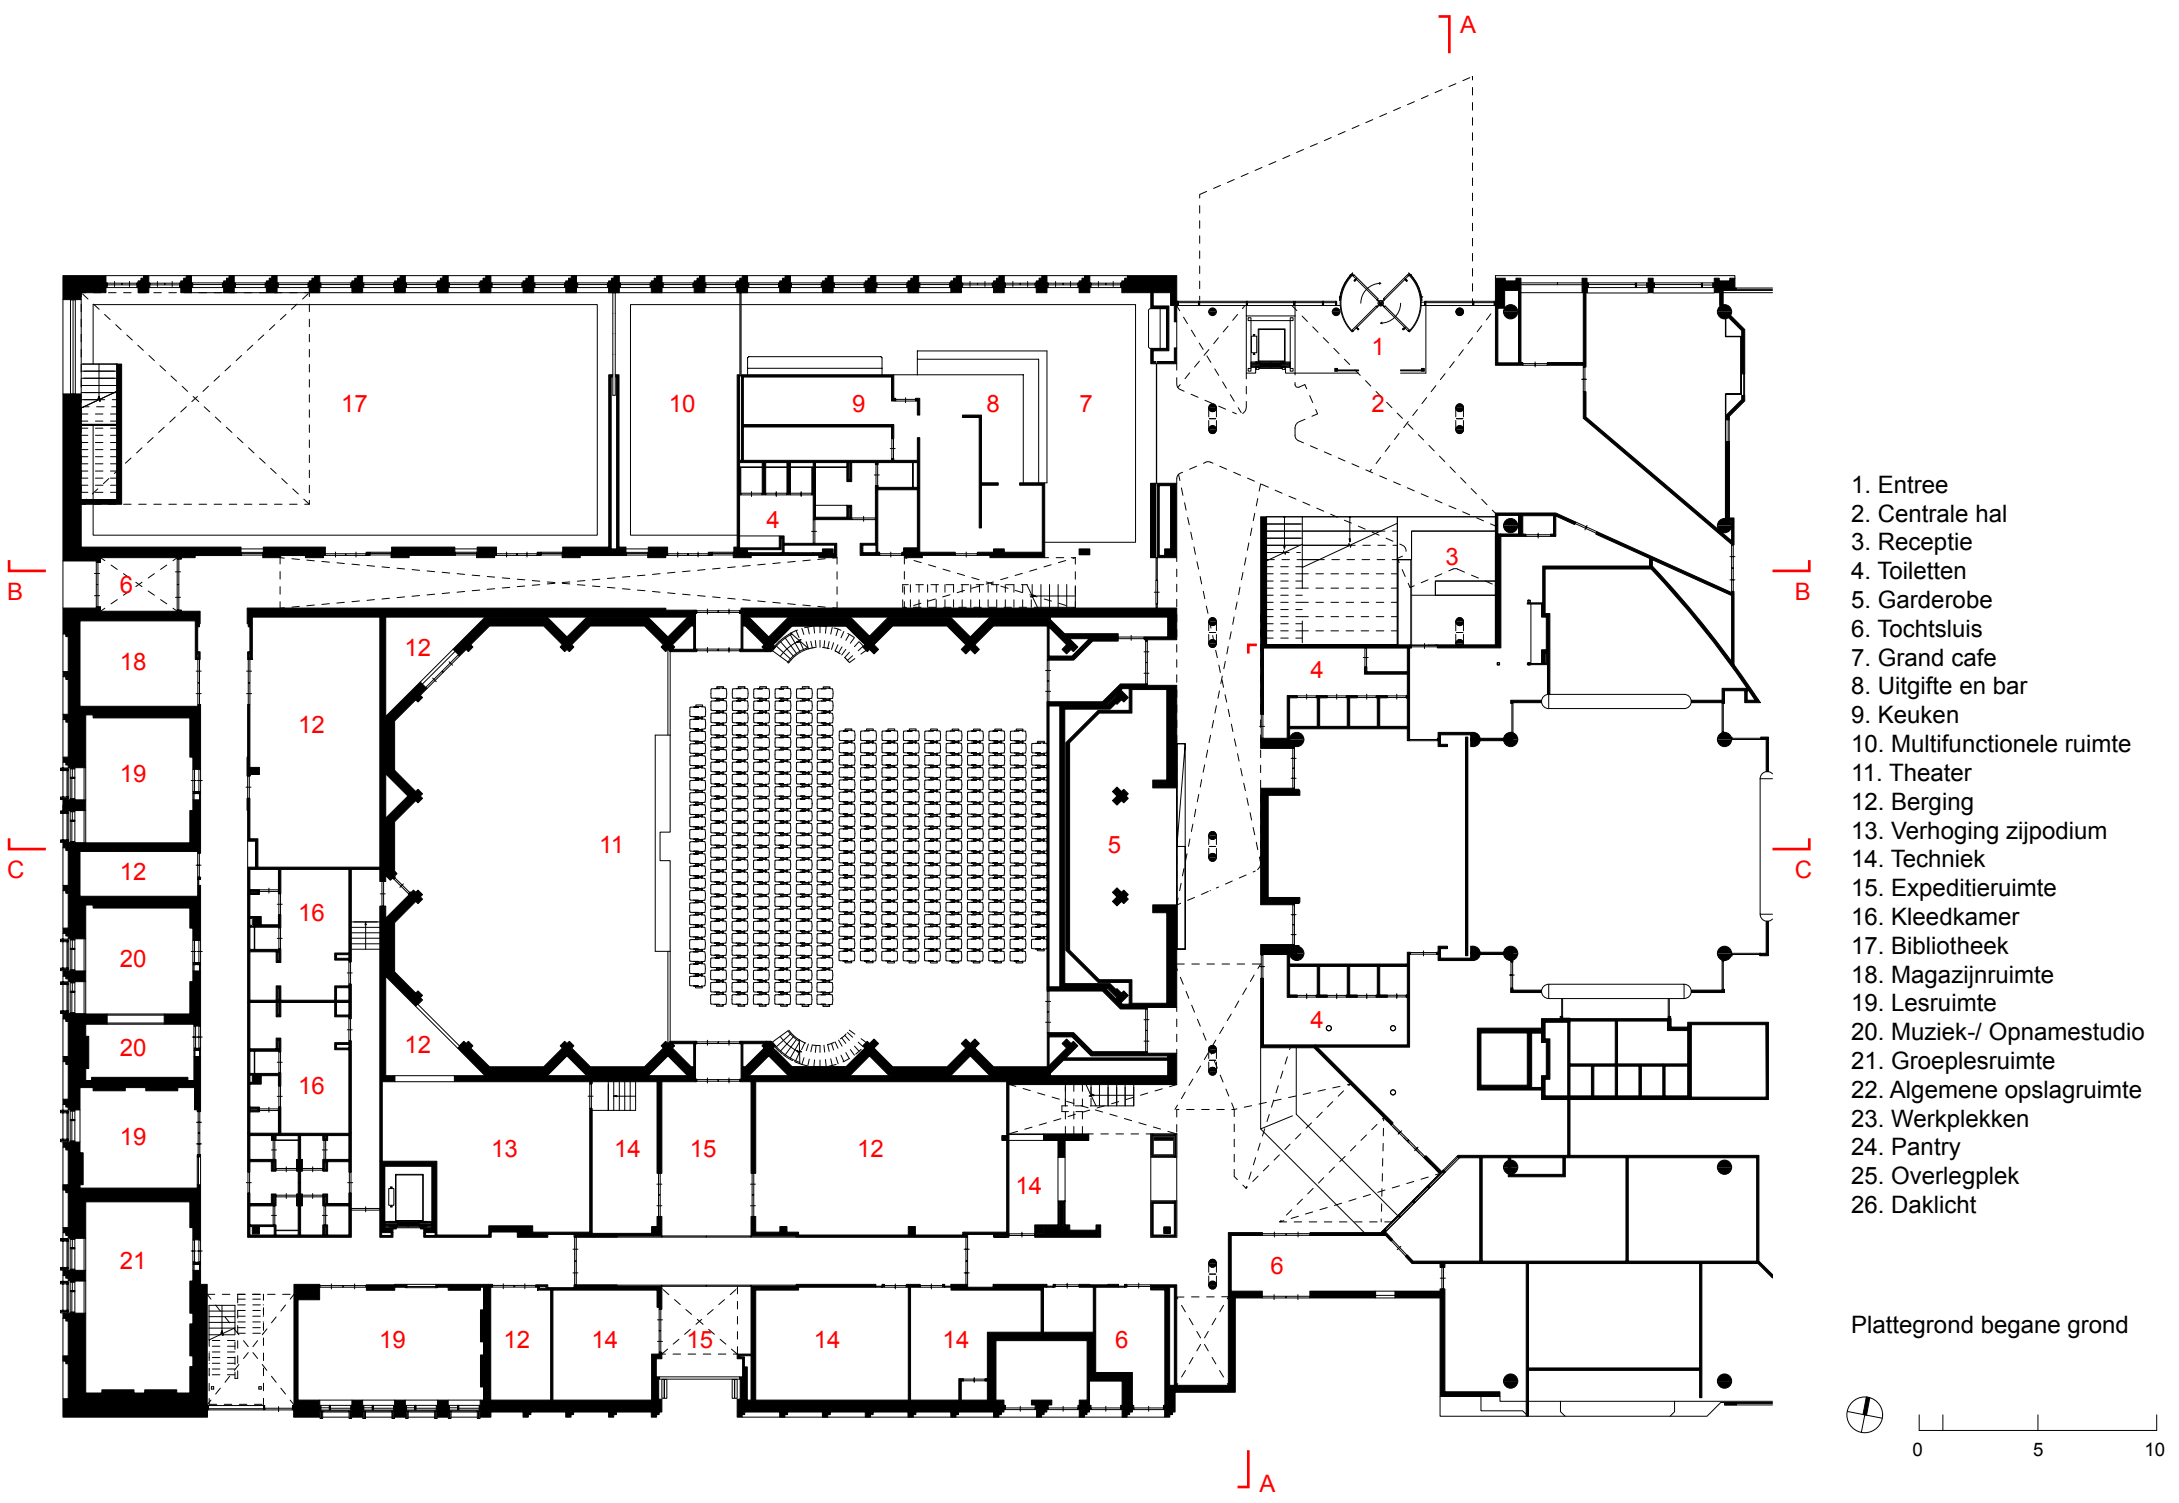 A
1
17
10
9
8
7
2
4
3
B
6
B
18
12
4
12
19
11
5
C
12
C
16
20
4
20
12
16
19
13
14
15
12
14
21
6
19
12
14
15
14
14
6
A
1. Entree
2. Centrale hal
3. Receptie
4. Toiletten
5. Garderobe
6. Tochtsluis
7. Grand cafe
8. Uitgifte en bar
9. Keuken
10. Multifunctionele ruimte
11. Theater
12. Berging
13. Verhoging zijpodium
14. Techniek
15. Expeditieruimte
16. Kleedkamer
17. Bibliotheek
18. Magazijnruimte
19. Lesruimte
20. Muziek-/ Opnamestudio
21. Groeplesruimte
22. Algemene opslagruimte
23. Werkplekken
24. Pantry
25. Overlegplek
26. Daklicht
Plattegrond begane grond
0 5 10